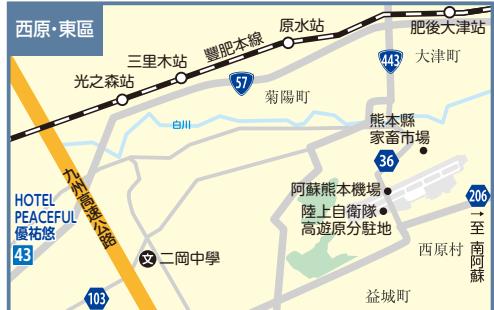 西原·東區
肥後大津站
原水站
豐肥本線
三里木站
光之森站
大津町
443
57
菊陽町
白川
熊本縣
家畜市場
36
九州高速公路
阿蘇熊本機場
陸上自衛隊
高遊原分駐地
206
→至 南阿蘇
HOTEL
PEACEFUL
優祐悠
43
西原村
文
二岡中學
103
益城町